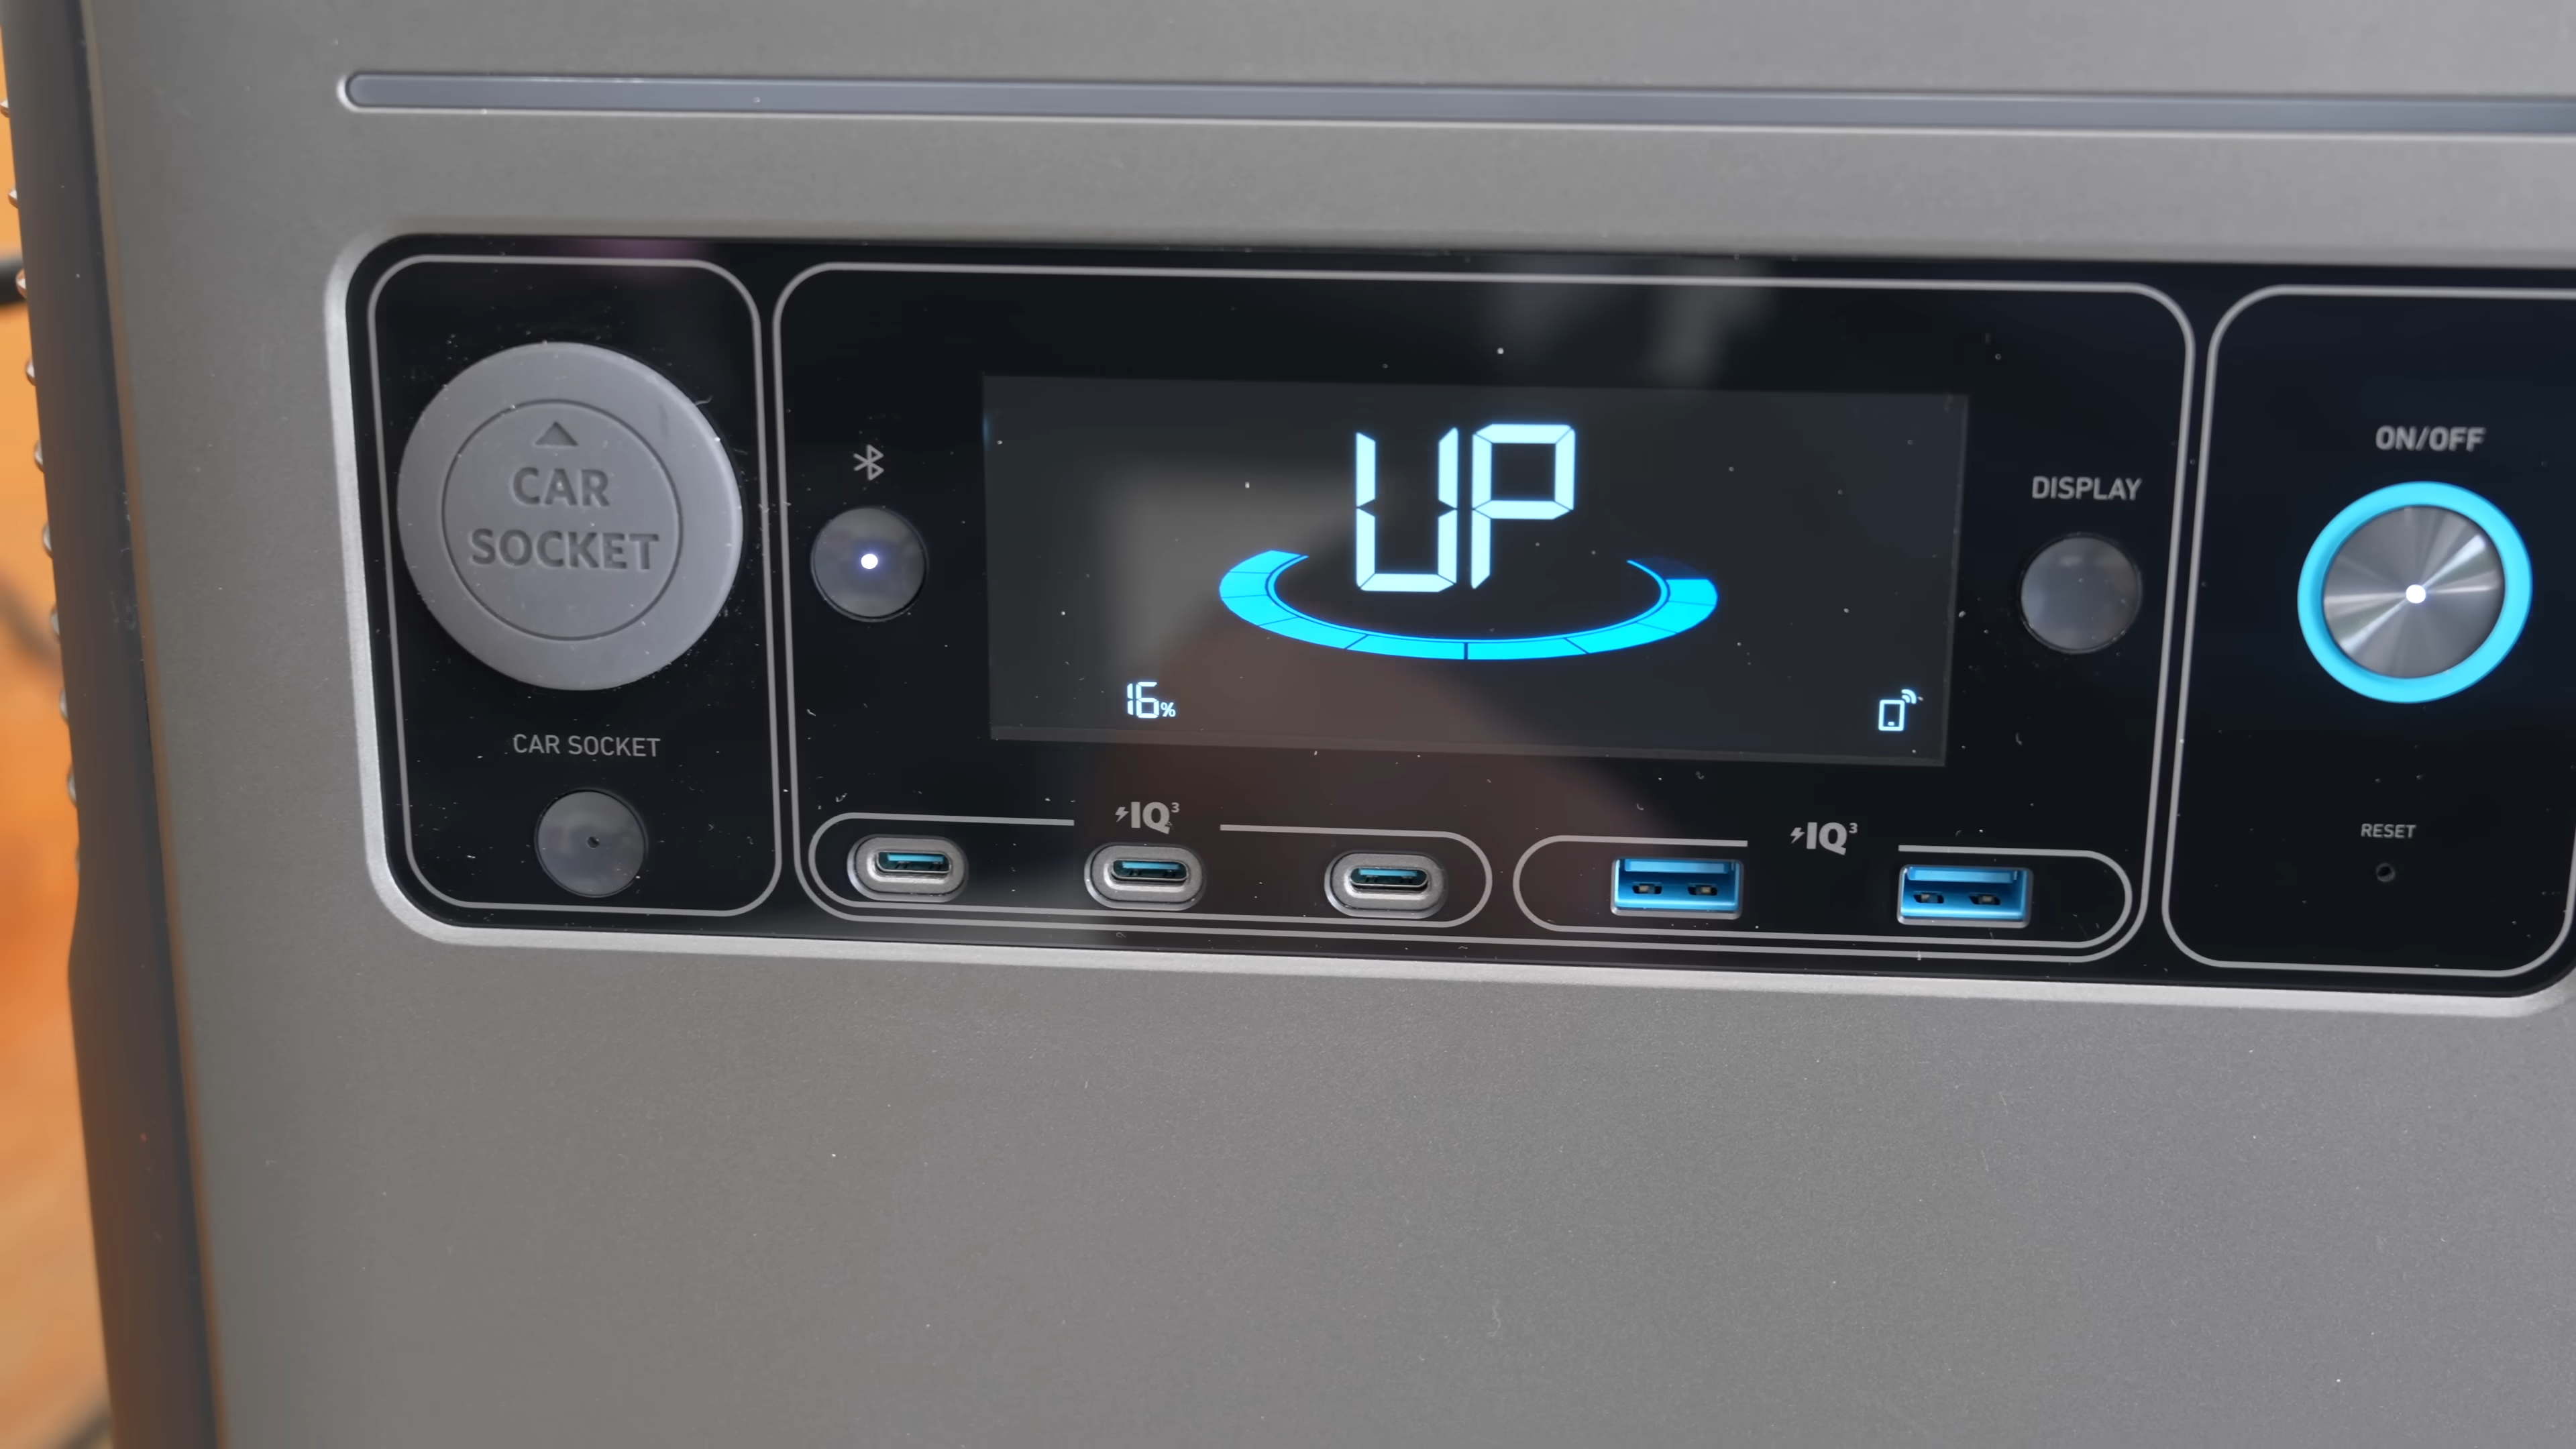 CAR
SOCKET
CAR SOCKET
UP
16%
DISPLAY
IQ³
IQ³
ON/OFF
RESET